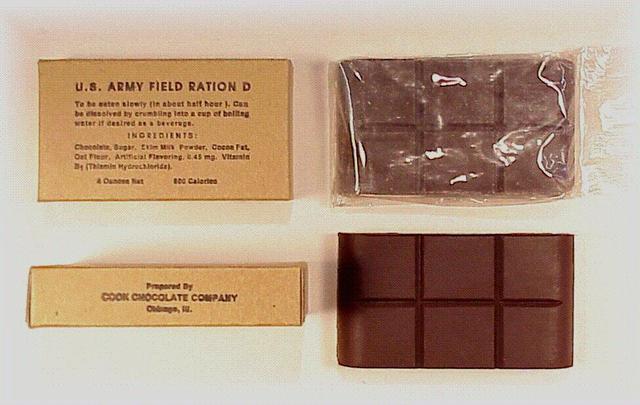 U.S. ARMY FIELD RATION D
To be eaten slowly (in about half hour). Can
be dissolved by crumbling into a cup of boiling
water if desired as a beverage.
INGREDIENTS:
Chocolate, Sugar, Skim Milk Powder, Cocoa Fat,
Oat Flour, Artificial Flavoring, 0.45 mg. Vitamin
B₁ (Thiamin Hydrochloride).
4 Ounces Net 600 Calories
Prepared By
COOK CHOCOLATE COMPANY
Chicago, Ill.